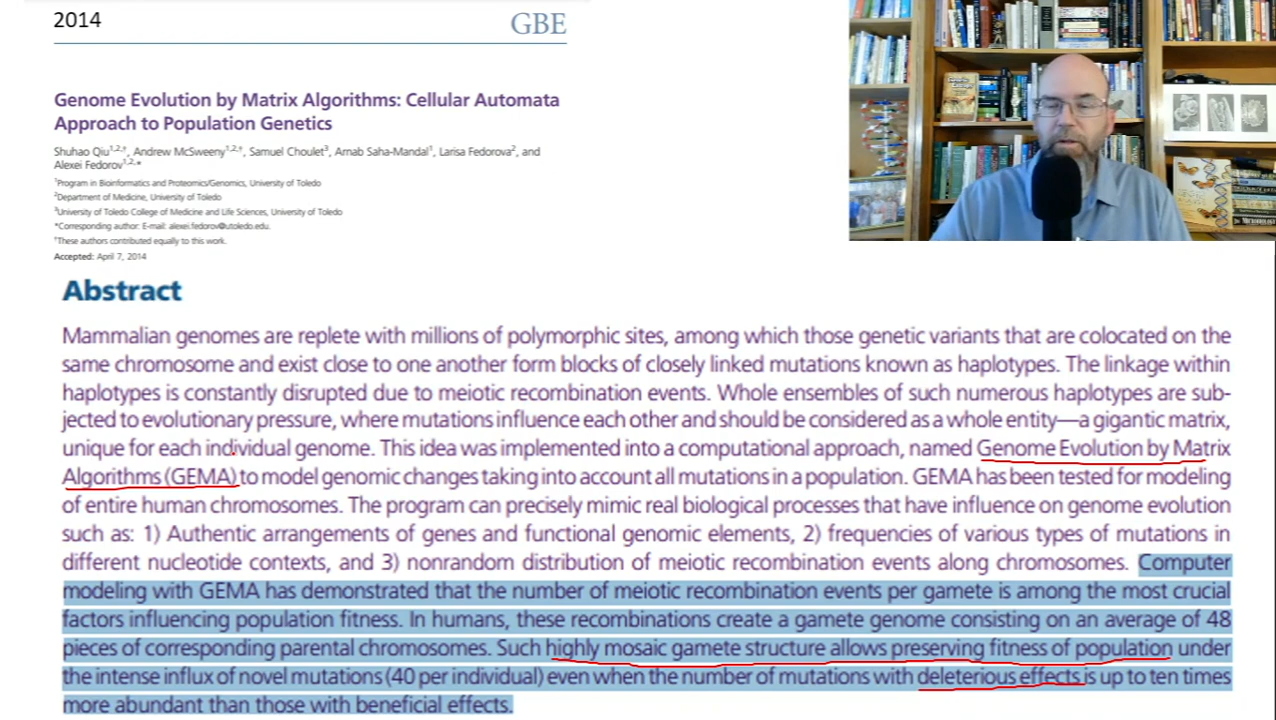 2014
GBE
Genome Evolution by Matrix Algorithms: Cellular Automata
Approach to Population Genetics
Shuhao Qiu1,2,†, Andrew McSweeny1,2,†, Samuel Choulet3, Arnab Saha-Mandal1, Larisa Fedorova2, and
Alexei Fedorov1,2,*
1Program in Bioinformatics and Proteomics/Genomics, University of Toledo
2Department of Medicine, University of Toledo
3University of Toledo College of Medicine and Life Sciences, University of Toledo
*Corresponding author: E-mail: alexei.fedorov@utoledo.edu.
†These authors contributed equally to this work.
Accepted: April 7, 2014
Abstract
Mammalian genomes are replete with millions of polymorphic sites, among which those genetic variants that are colocated on the
same chromosome and exist close to one another form blocks of closely linked mutations known as haplotypes. The linkage within
haplotypes is constantly disrupted due to meiotic recombination events. Whole ensembles of such numerous haplotypes are sub-
jected to evolutionary pressure, where mutations influence each other and should be considered as a whole entity—a gigantic matrix,
unique for each individual genome. This idea was implemented into a computational approach, named Genome Evolution by Matrix
Algorithms (GEMA) to model genomic changes taking into account all mutations in a population. GEMA has been tested for modeling
of entire human chromosomes. The program can precisely mimic real biological processes that have influence on genome evolution
such as: 1) Authentic arrangements of genes and functional genomic elements, 2) frequencies of various types of mutations in
different nucleotide contexts, and 3) nonrandom distribution of meiotic recombination events along chromosomes. Computer
modeling with GEMA has demonstrated that the number of meiotic recombination events per gamete is among the most crucial
factors influencing population fitness. In humans, these recombinations create a gamete genome consisting on an average of 48
pieces of corresponding parental chromosomes. Such highly mosaic gamete structure allows preserving fitness of population under
the intense influx of novel mutations (40 per individual) even when the number of mutations with deleterious effects is up to ten times
more abundant than those with beneficial effects.